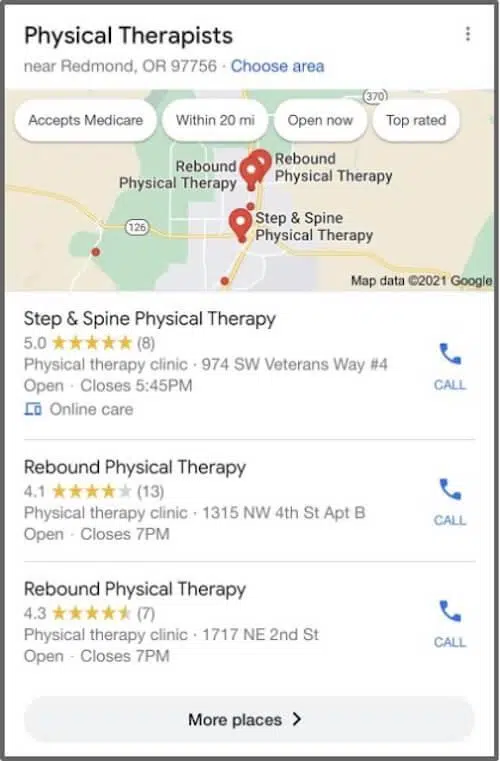 Physical Therapists
near Redmond, OR 97756 · Choose area
370
Accepts Medicare
Within 20 mi
Open now
Top rated
Rebound
Physical Therapy
Rebound
Physical Therapy
126
Step & Spine
Physical Therapy
Map data ©2021 Google
Step & Spine Physical Therapy
5.0 ★★★★★ (8)
Physical therapy clinic · 974 SW Veterans Way #4
Open · Closes 5:45PM
Online care
CALL
Rebound Physical Therapy
4.1 ★★★★★ (13)
Physical therapy clinic · 1315 NW 4th St Apt B
Open · Closes 7PM
CALL
Rebound Physical Therapy
4.3 ★★★★★ (7)
Physical therapy clinic · 1717 NE 2nd St
Open · Closes 7PM
CALL
More places